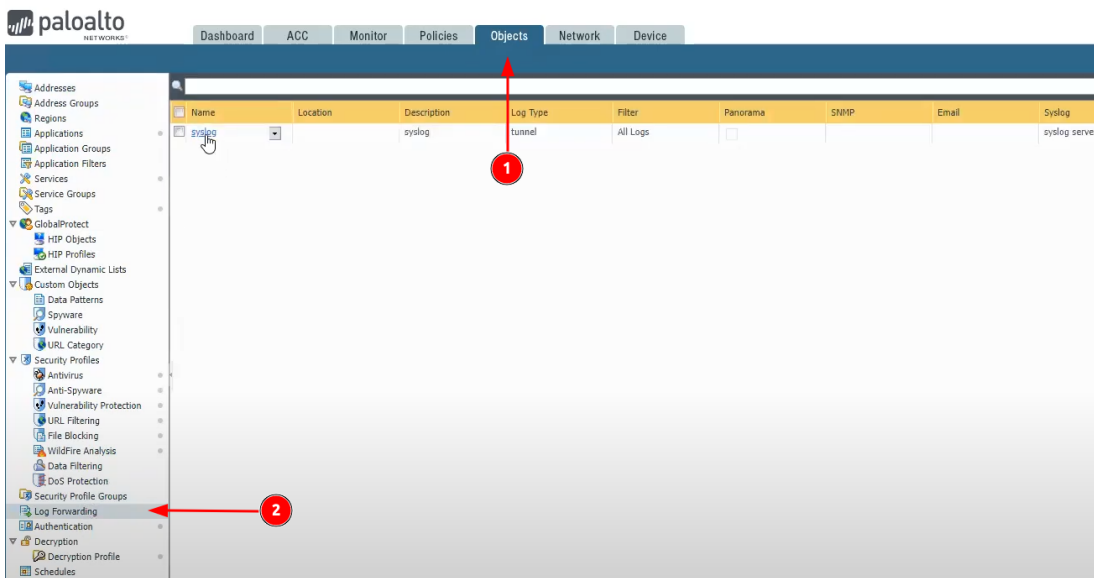 paloalto
NETWORKS®
Dashboard ACC Monitor Policies Objects Network Device
Addresses
Address Groups
Regions
Applications
Application Groups
Application Filters
Services
Service Groups
Tags
GlobalProtect
HIP Objects
HIP Profiles
External Dynamic Lists
Custom Objects
Data Patterns
Spyware
Vulnerability
URL Category
Security Profiles
Antivirus
Anti-Spyware
Vulnerability Protection
URL Filtering
File Blocking
WildFire Analysis
Data Filtering
DoS Protection
Security Profile Groups
Log Forwarding
Authentication
Decryption
Decryption Profile
Schedules
Name Location Description Log Type Filter Panorama SNMP Email Syslog
syslog syslog tunnel All Logs syslog serve
1
2